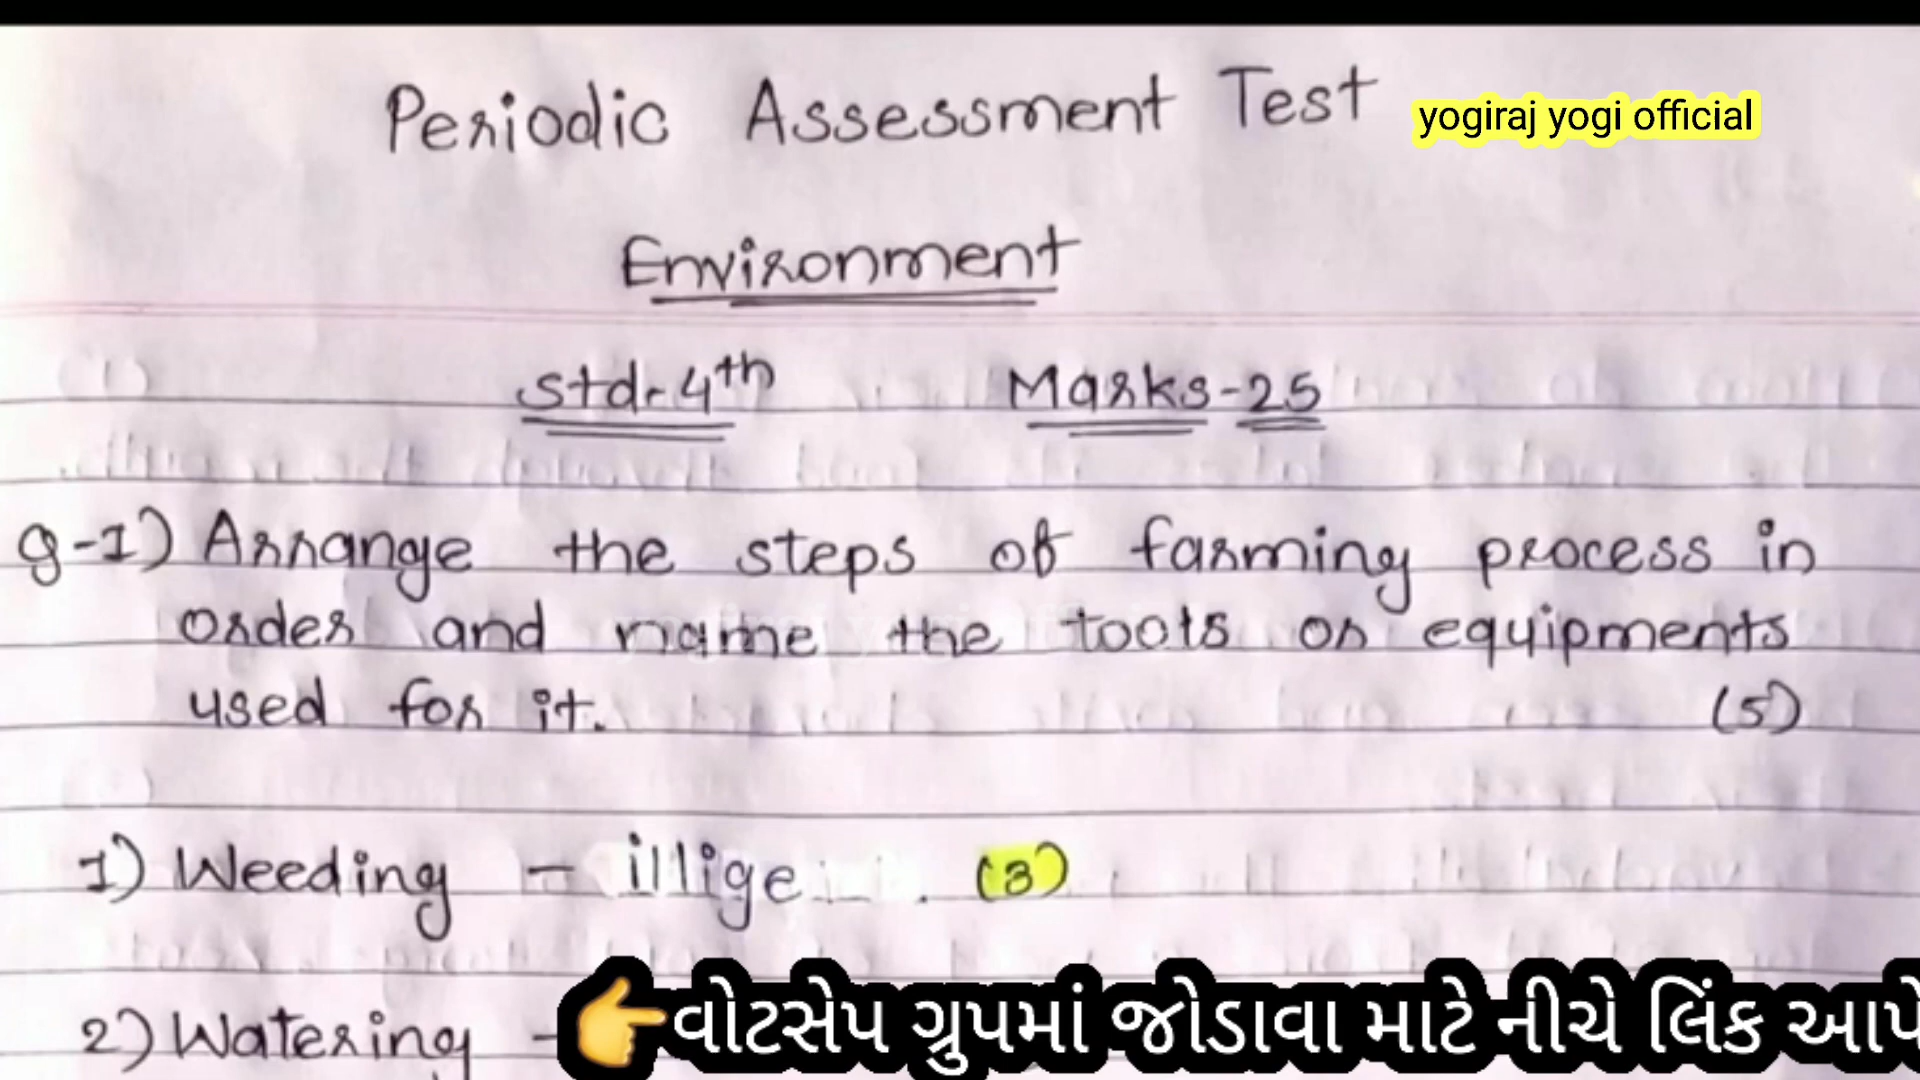 Periodic Assessment Test
yogiraj yogi official
Environment
Std-4th Marks-25
Q-1) Arrange the steps of farming process in
order and name the tools or equipments
used for it. (5)
1) Weeding - illige (3)
2) Watering -
👉વોટસેપ ગ્રુપમાં જોડાવા માટે નીચે લિંક આપે